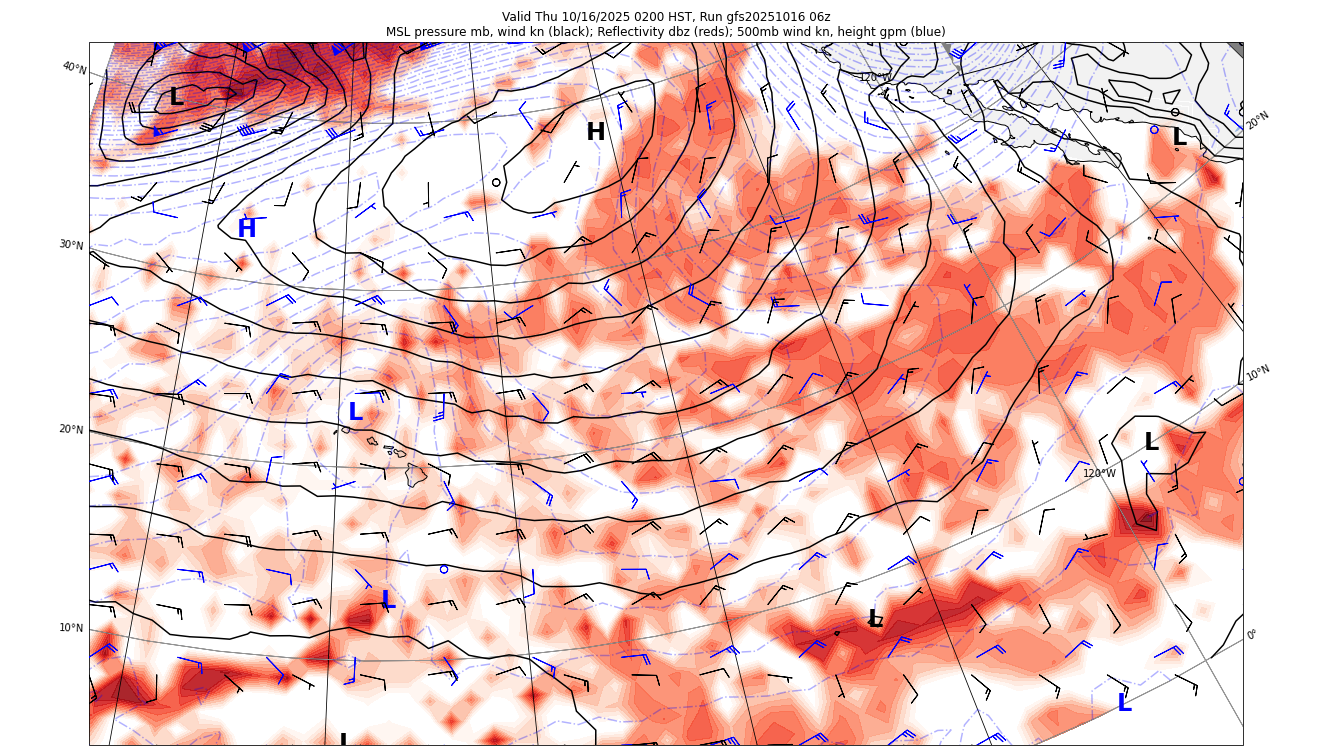 Valid Thu 10/16/2025 0200 HST, Run gfs20251016 06z
MSL pressure mb, wind kn (black); Reflectivity dbz (reds); 500mb wind kn, height gpm (blue)
40°N
120°W
L
20°N
H
L
H
30°N
10°N
L
20°N
L
120°W
L
L
10°N
0°
L
L